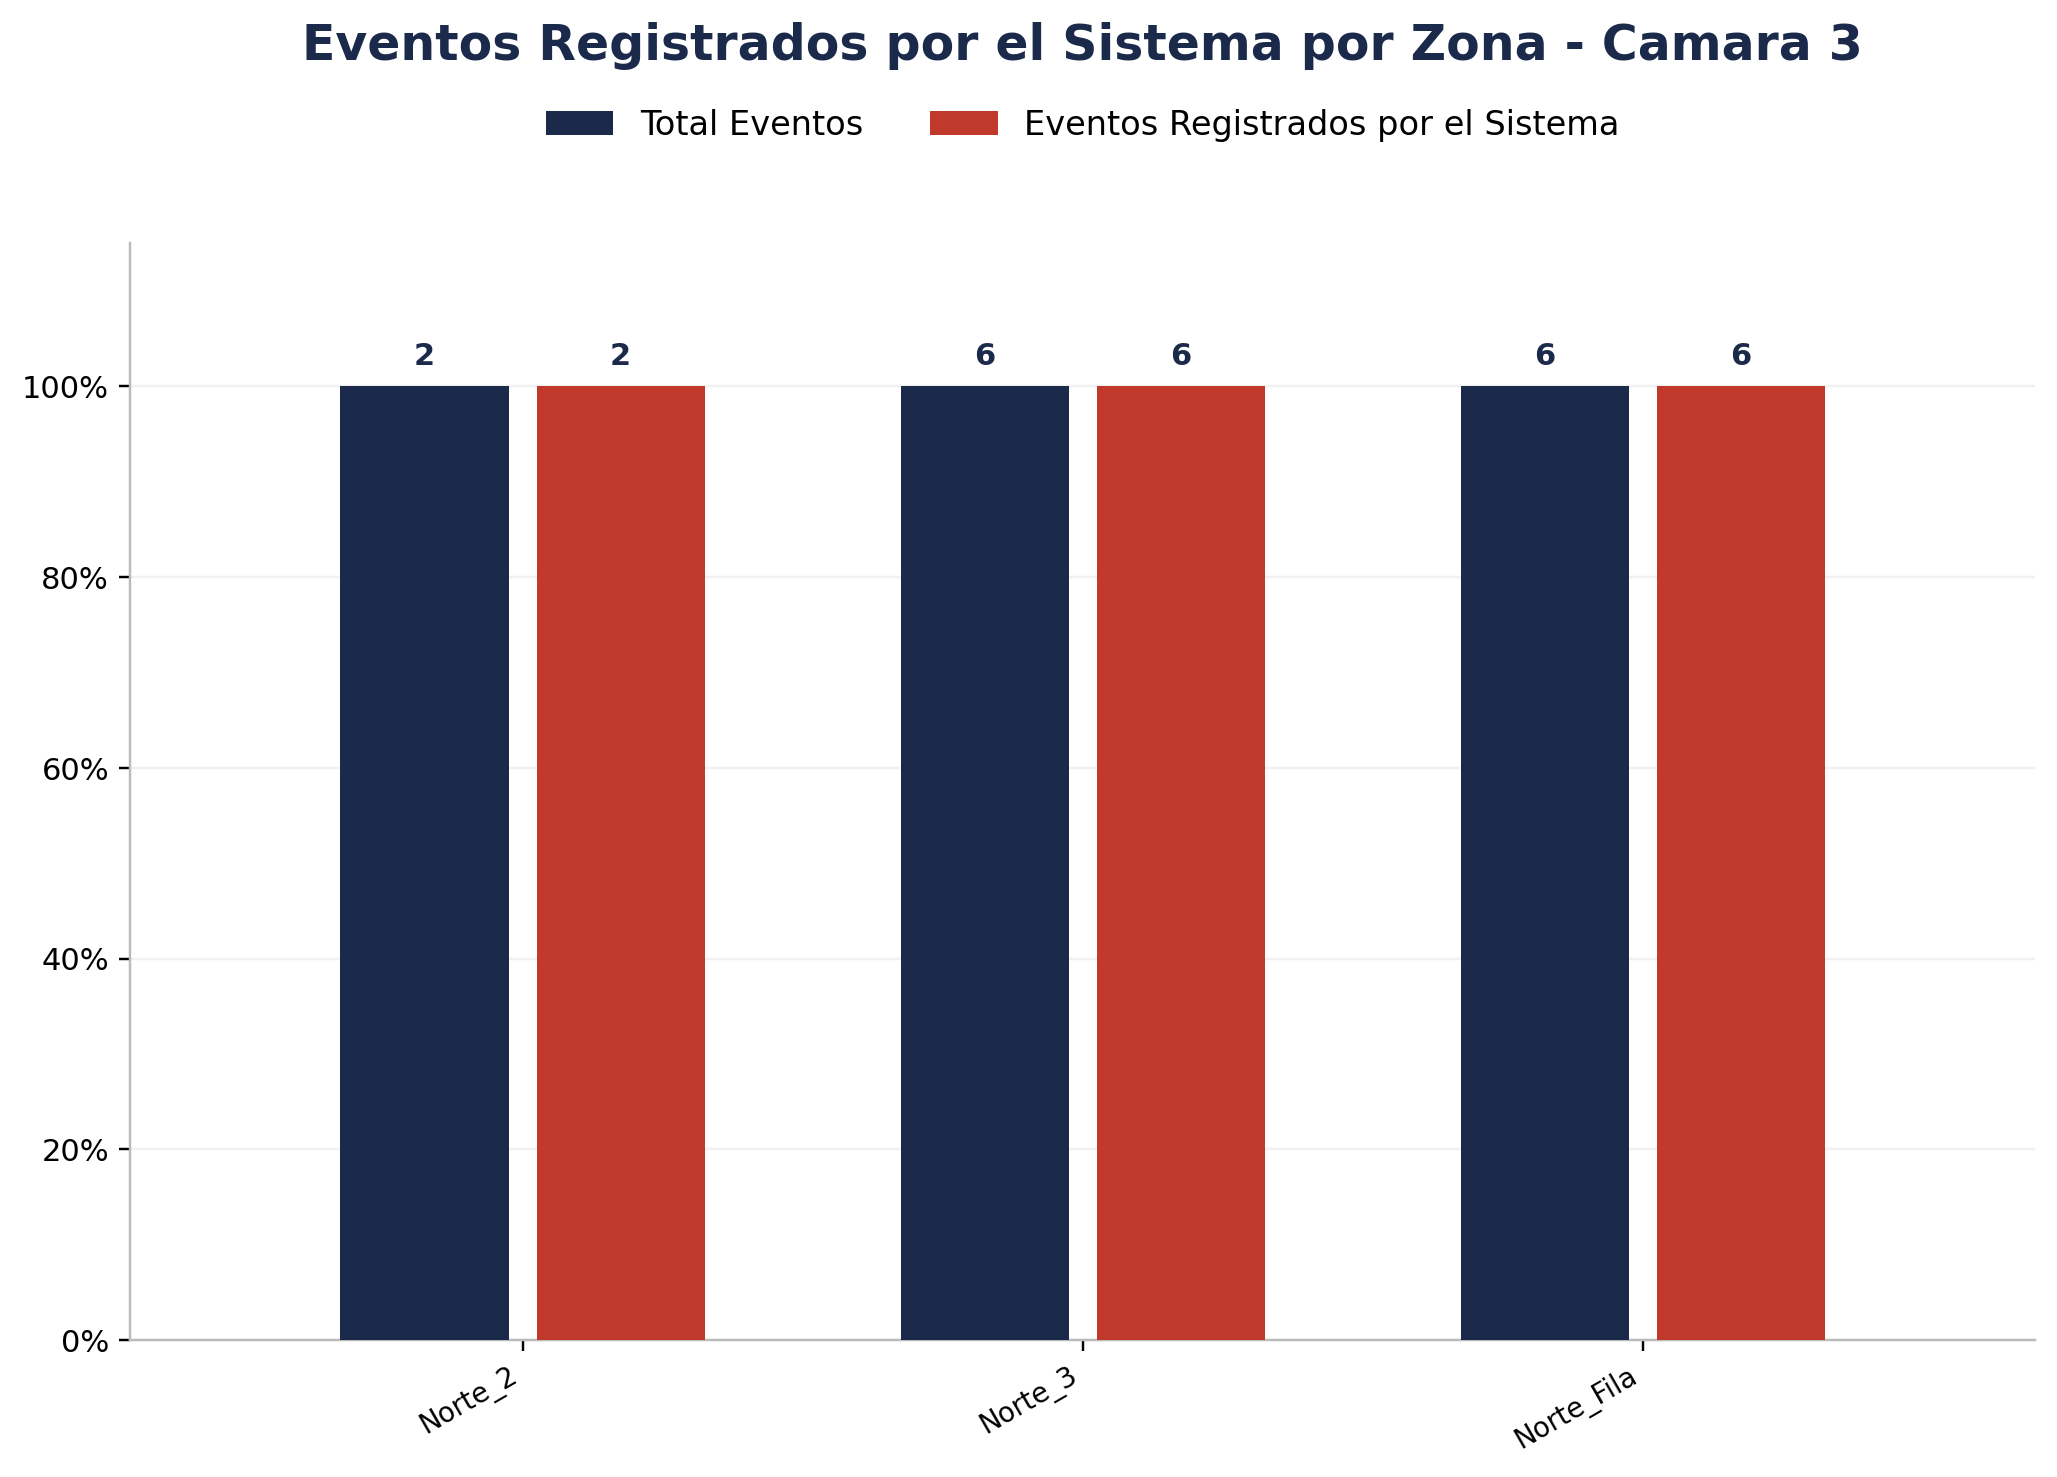 Eventos Registrados por el Sistema por Zona - Camara 3
Total Eventos
Eventos Registrados por el Sistema
2 2 6 6 6 6
100%
80%
60%
40%
20%
0%
Norte_2
Norte_3
Norte_Fila